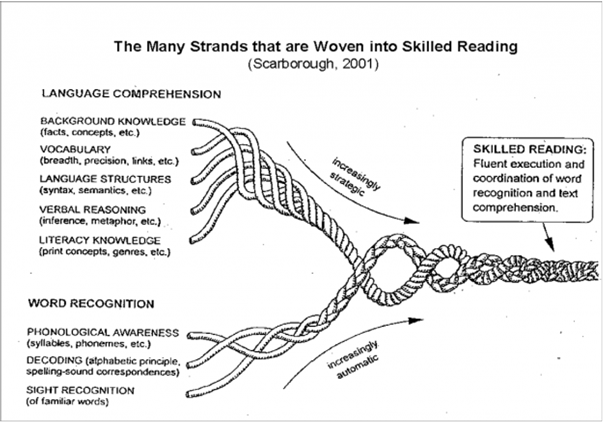 The Many Strands that are Woven into Skilled Reading
(Scarborough, 2001)
LANGUAGE COMPREHENSION
BACKGROUND KNOWLEDGE
(facts, concepts, etc.)
VOCABULARY
(breadth, precision, links, etc.)
LANGUAGE STRUCTURES
(syntax, semantics, etc.)
VERBAL REASONING
(inference, metaphor, etc.)
LITERACY KNOWLEDGE
(print concepts, genres, etc.)
increasingly
strategic
SKILLED READING:
Fluent execution and
coordination of word
recognition and text
comprehension.
WORD RECOGNITION
PHONOLOGICAL AWARENESS
(syllables, phonemes, etc.)
DECODING (alphabetic principle,
spelling-sound correspondences)
SIGHT RECOGNITION
(of familiar words)
increasingly
automatic